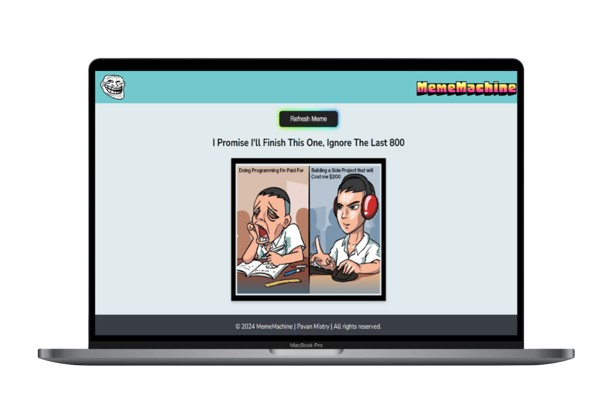 MemeMachine
Refresh Meme
I Promise I'll Finish This One, Ignore The Last 800
Doing Programming I'm Paid For
Building a Side Project that will
Cost me $200
© 2024 MemeMachine | Pavan Mistry | All rights reserved.
MacBook Pro